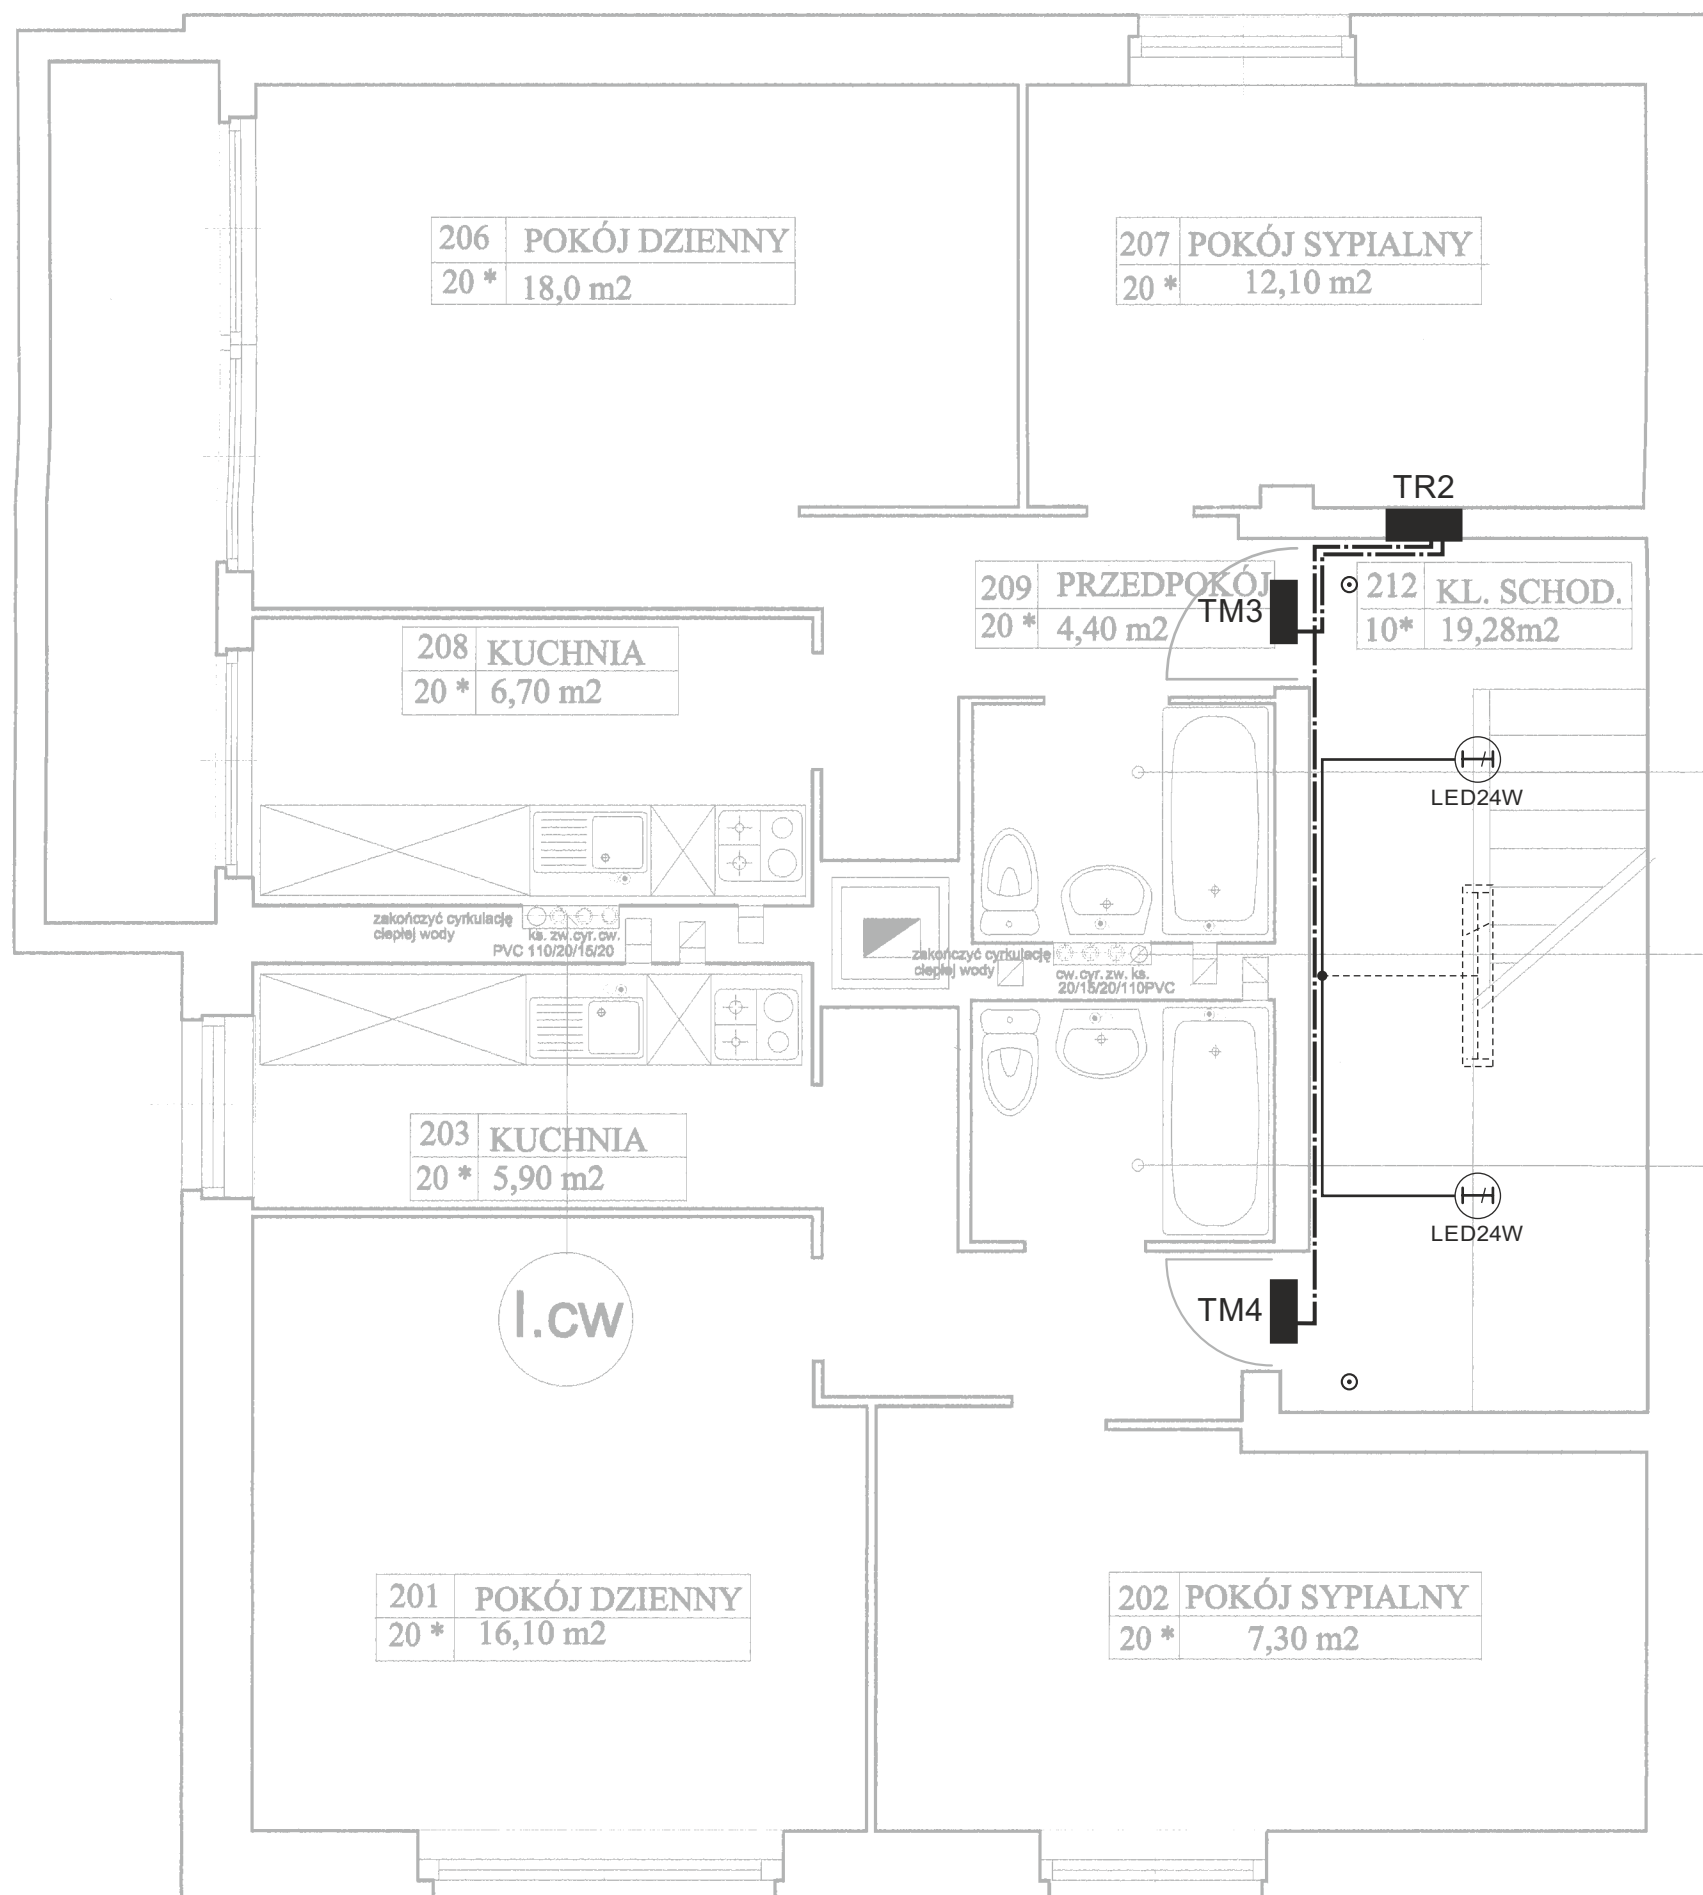 206 POKÓJ DZIENNY
20 * 18,0 m2
207 POKÓJ SYPIALNY
20 * 12,10 m2
TR2
209 PRZEDPOKÓJ
20 * 4,40 m2
TM3
212 KL. SCHOD.
10* 19,28m2
208 KUCHNIA
20 * 6,70 m2
LED24W
zakończyć cyrkulację
ciepłej wody
ks. zw.cyr.cw.
PVC 110/20/15/20
zakończyć cyrkulację
ciepłej wody
cw.cyr.zw. ks.
20/15/20/110PVC
203 KUCHNIA
20 * 5,90 m2
LED24W
I.CW
TM4
201 POKÓJ DZIENNY
20 * 16,10 m2
202 POKÓJ SYPIALNY
20 * 7,30 m2